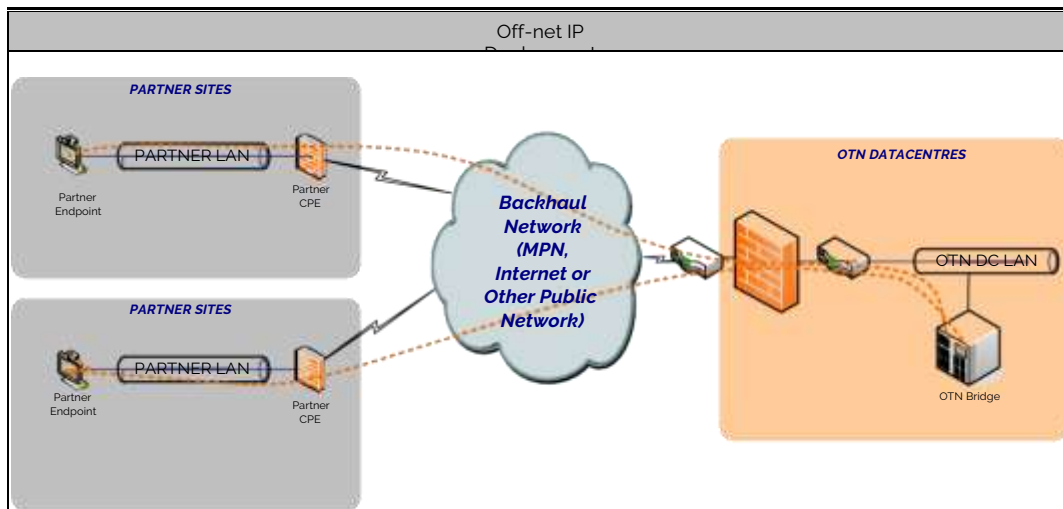 Off-net IP
PARTNER SITES
PARTNER LAN
Partner
Endpoint
Partner
CPE
PARTNER SITES
PARTNER LAN
Partner
Endpoint
Partner
CPE
Backhaul
Network
(MPN,
Internet or
Other Public
Network)
OTN DATACENTRES
OTN DC LAN
OTN Bridge